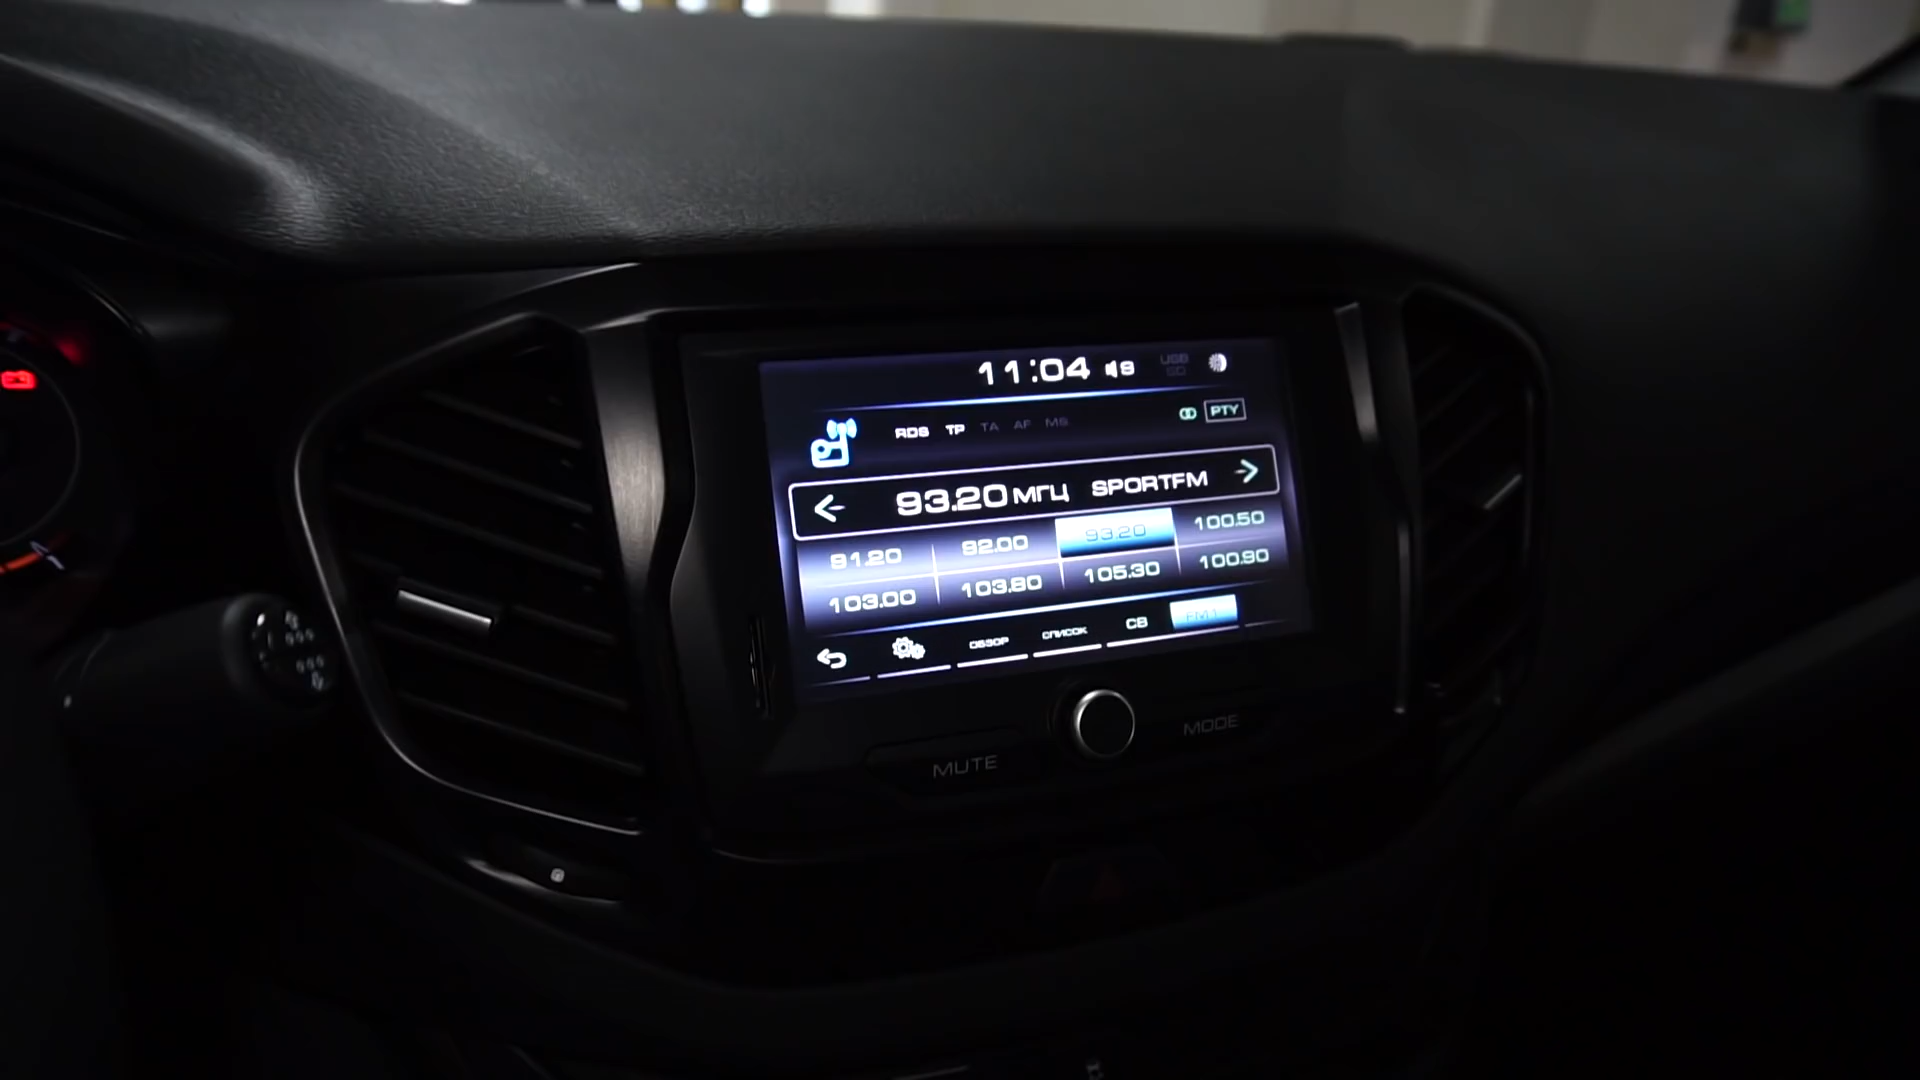 11:04 9 USB SD
RDS TP TA AF MS PTY
93.20 МГЦ SPORTFM
91.20 92.00 93.20 100.50
103.00 103.80 105.30 100.90
ОБЗОР СПИСОК СВ FM1
MUTE MODE